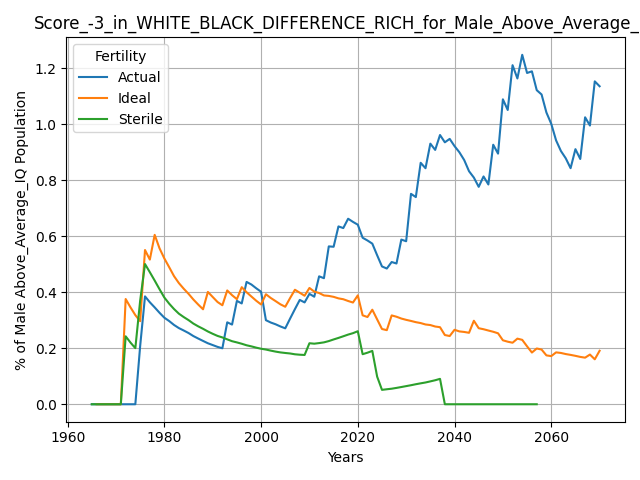 Score_-3_in_WHITE_BLACK_DIFFERENCE_RICH_for_Male_Above_Average_
Fertility
Actual
Ideal
Sterile
% of Male Above_Average_IQ Population
1.2
1.0
0.8
0.6
0.4
0.2
0.0
1960 1980 2000 2020 2040 2060
Years